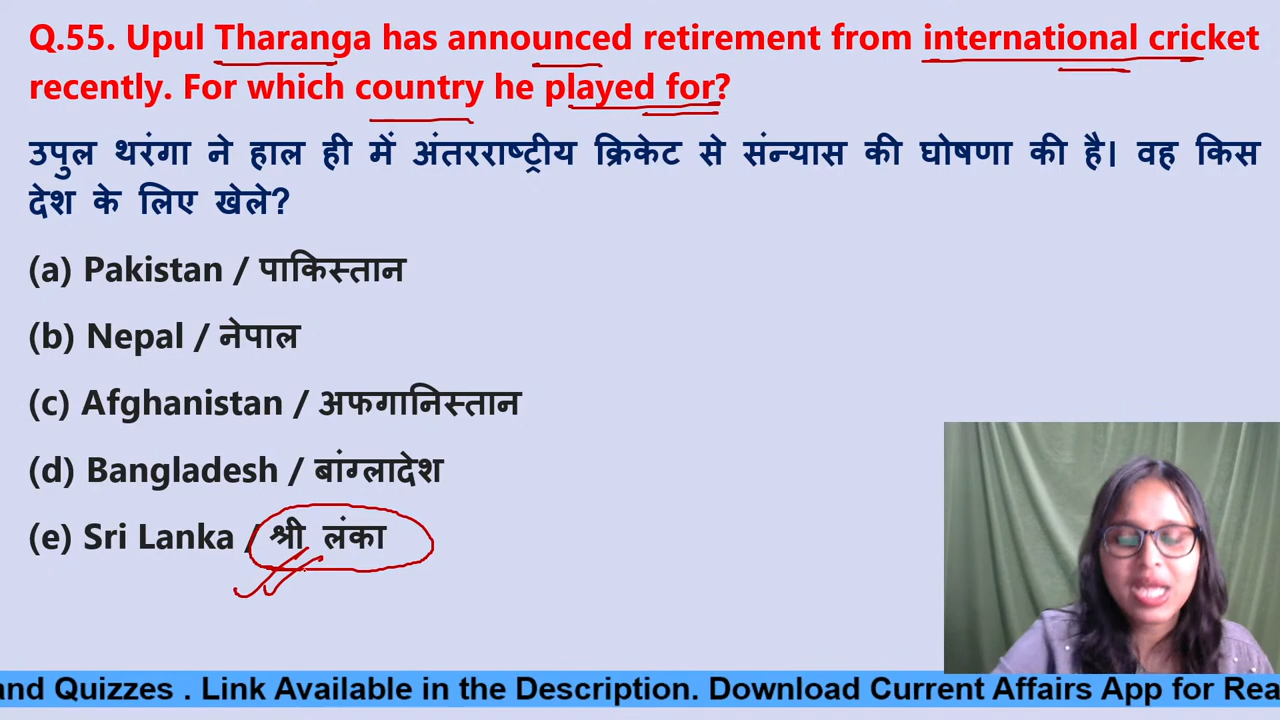 Q.55. Upul Tharanga has announced retirement from international cricket
recently. For which country he played for?
उपुल थरंगा ने हाल ही में अंतरराष्ट्रीय क्रिकेट से संन्यास की घोषणा की है। वह किस
देश के लिए खेले?
(a) Pakistan / पाकिस्तान
(b) Nepal / नेपाल
(c) Afghanistan / अफगानिस्तान
(d) Bangladesh / बांग्लादेश
(e) Sri Lanka / श्री लंका
and Quizzes . Link Available in the Description. Download Current Affairs App for Rea